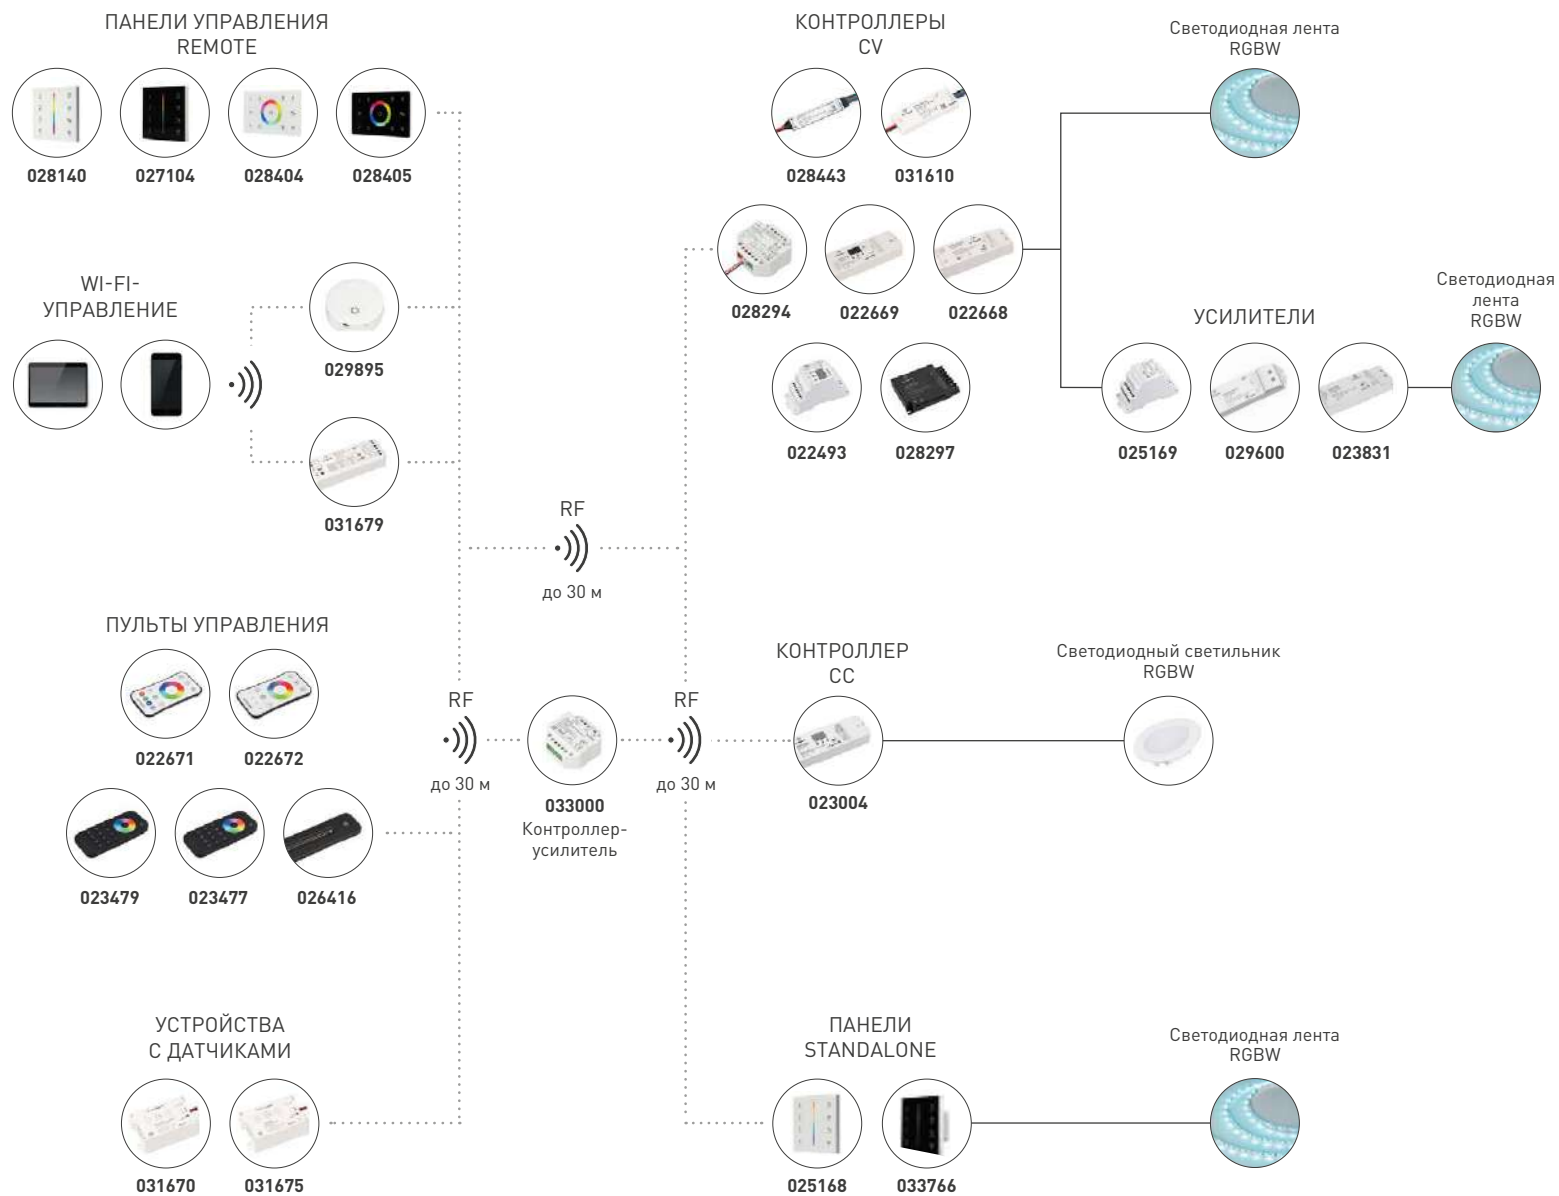 ПАНЕЛИ УПРАВЛЕНИЯ
REMOTE
028140
027104
028404
028405
WI-FI-
УПРАВЛЕНИЕ
029895
031679
ПУЛЬТЫ УПРАВЛЕНИЯ
022671
022672
023479
023477
026416
УСТРОЙСТВА
С ДАТЧИКАМИ
031670
031675
RF
до 30 м
RF
до 30 м
033000
Контроллер-
усилитель
RF
до 30 м
КОНТРОЛЛЕРЫ
CV
028443
031610
028294
022669
022668
022493
028297
Светодиодная лента
RGBW
УСИЛИТЕЛИ
025169
029600
023831
Светодиодная
лента
RGBW
КОНТРОЛЛЕР
CC
023004
Светодиодный светильник
RGBW
ПАНЕЛИ
STANDALONE
025168
033766
Светодиодная лента
RGBW